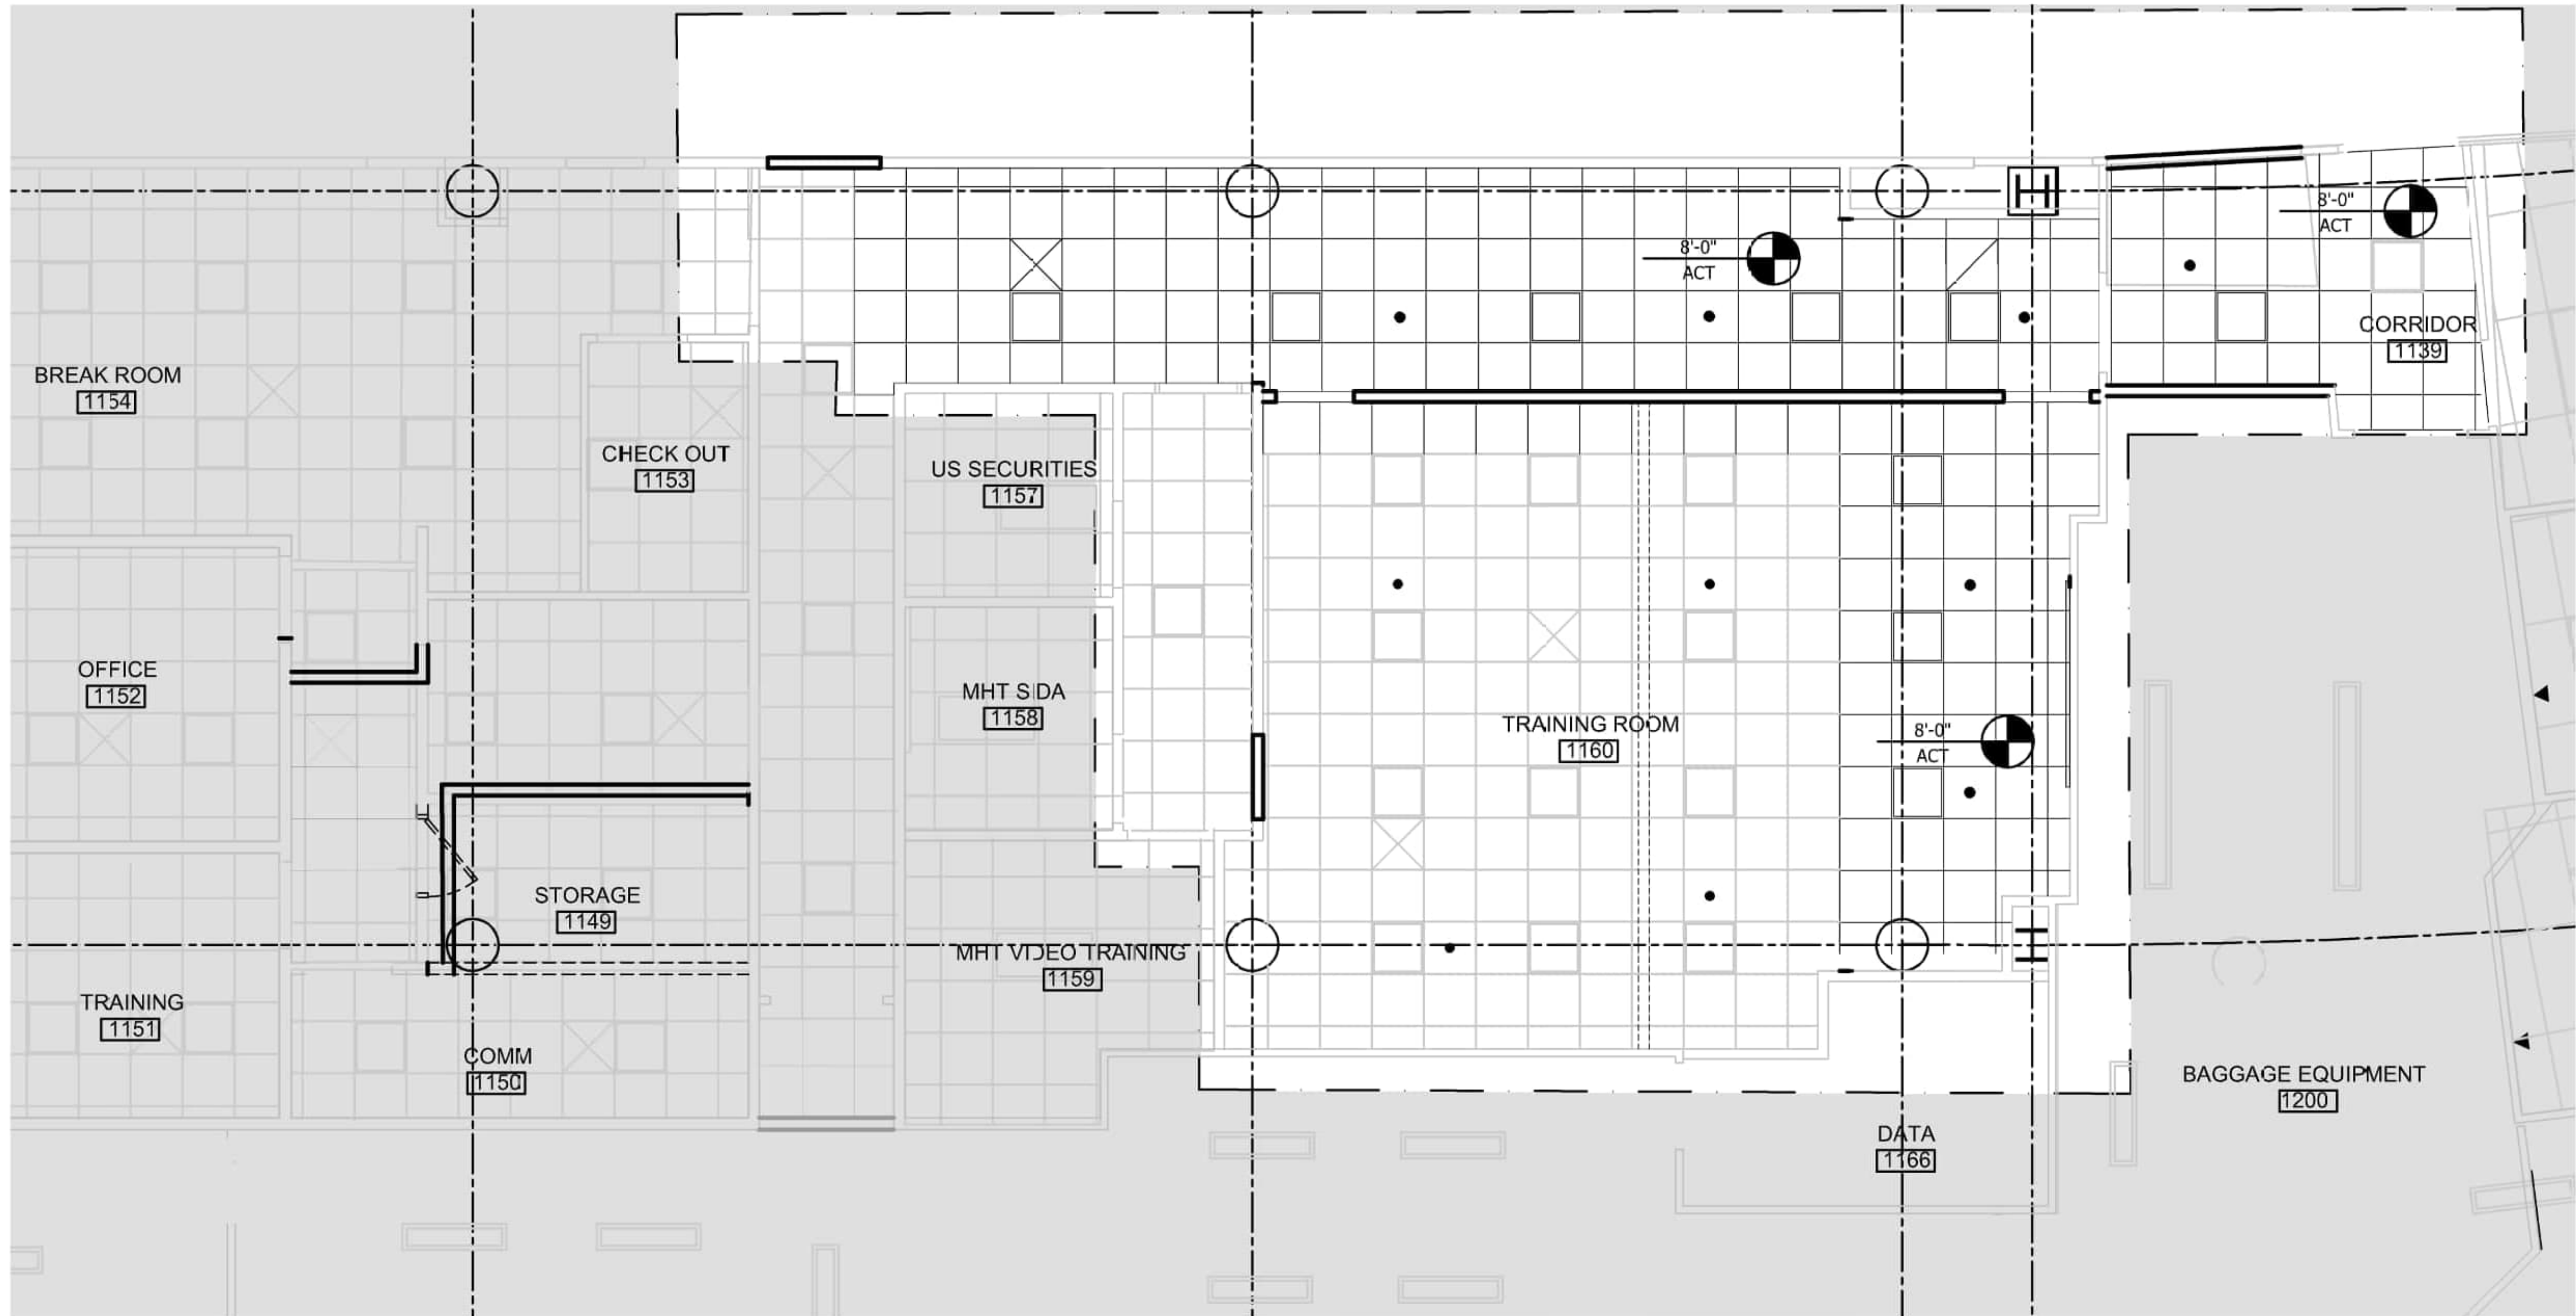 8'-0"
ACT
8'-0"
ACT
CORRIDOR
1139
BREAK ROOM
1154
CHECK OUT
1153
US SECURITIES
1157
OFFICE
1152
MHT SIDA
1158
TRAINING ROOM
1160
8'-0"
ACT
STORAGE
1149
MHT VIDEO TRAINING
1159
TRAINING
1151
COMM
1150
BAGGAGE EQUIPMENT
1200
DATA
1166